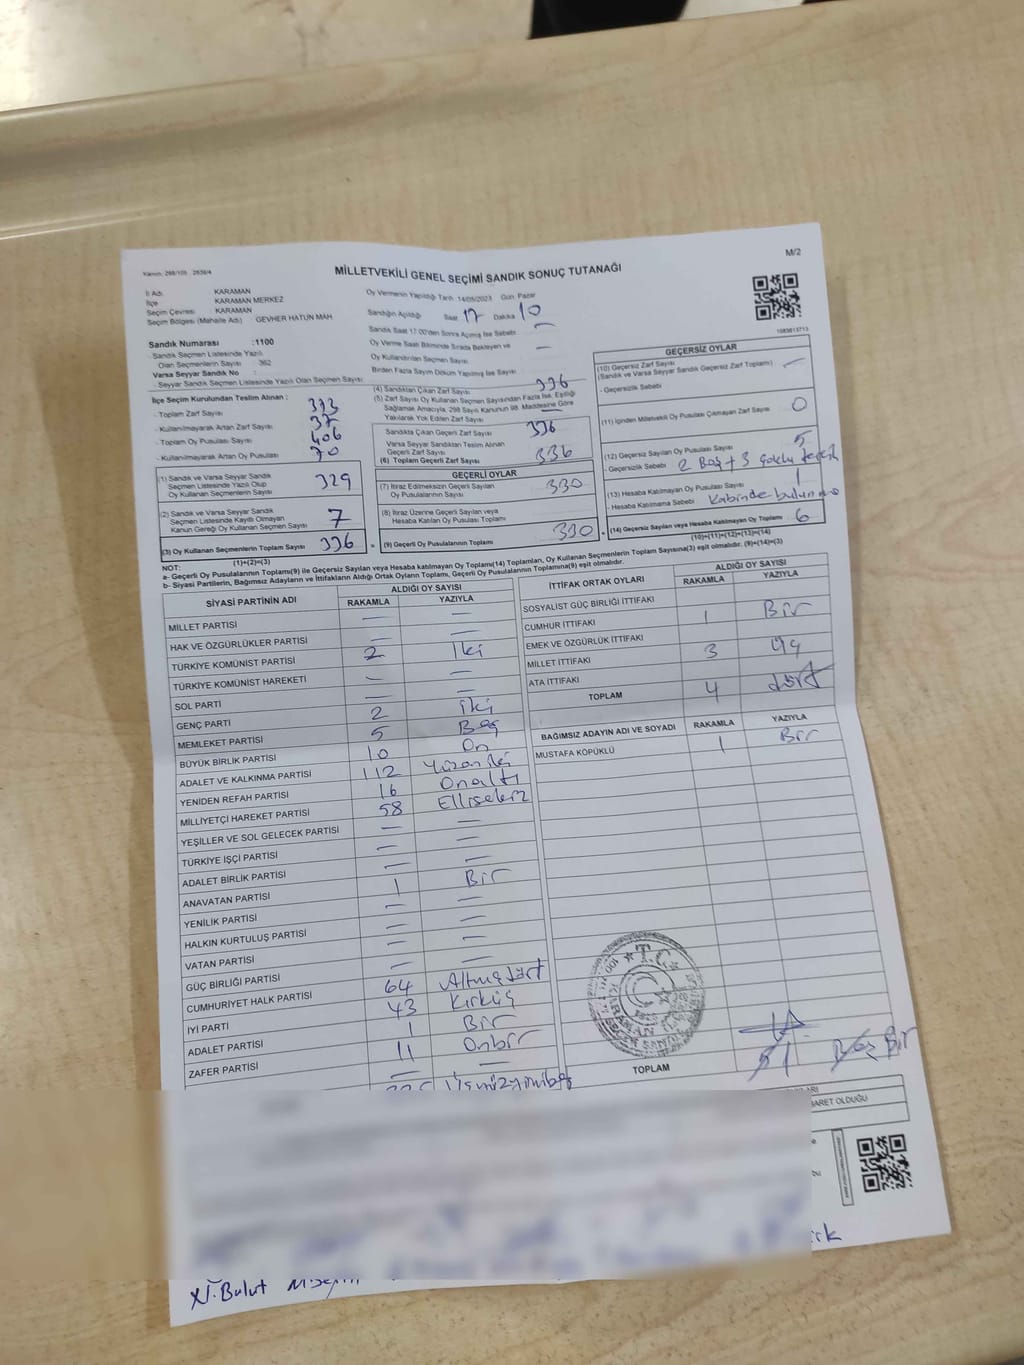 Kanun: 298/105 , 2839/4
M/2
MİLLETVEKİLİ GENEL SEÇİMİ SANDIK SONUÇ TUTANAĞI
İl Adı KARAMAN
İlçe KARAMAN MERKEZ
Seçim Çevresi KARAMAN
Seçim Bölgesi (Mahalle Adı) GEVHER HATUN MAH.
Sandık Numarası :1100
Sandık Seçmen Listesinde Yazılı
Olan Seçmenlerin Sayısı 362
Varsa Seyyar Sandık No :
Seyyar Sandık Seçmen Listesinde Yazılı Olan Seçmen Sayısı
İlçe Seçim Kurulundan Teslim Alınan :
- Toplam Zarf Sayısı 373
- Kullanılmayarak Artan Zarf Sayısı 37
- Toplam Oy Pusulası Sayısı 406
- Kullanılmayarak Artan Oy Pusulası 70
(1) Sandık ve Varsa Seyyar Sandık
Seçmen Listesinde Yazılı Olup
Oy Kullanan Seçmenlerin Sayısı 329
(2) Sandık ve Varsa Seyyar Sandık
Seçmen Listesinde Kayıtlı Olmayan
Kanun Gereği Oy Kullanan Seçmen Sayısı 7
(3) Oy Kullanan Seçmenlerin Toplam Sayısı 336
(1)+(2)=(3)
Oy Vermenin Yapıldığı Tarih 14/05/2023 Gün Pazar
Sandığın Açıldığı Saat 17 Dakika 10
Sandık Saat 17:00'den Sonra Açılmış İse Sebebi —
Oy Verme Saati Bitiminde Sırada Bekleyen ve
Oy Kullandırılan Seçmen Sayısı —
Birden Fazla Sayım Döküm Yapılmış İse Sayısı
(4) Sandıktan Çıkan Zarf Sayısı 336
(5) Zarf Sayısı Oy Kullanan Seçmen Sayısından Fazla İse, Eşitliği
Sağlamak Amacıyla, 298 Sayılı Kanunun 98. Maddesine Göre
Yakılarak Yok Edilen Zarf Sayısı —
Sandıkta Çıkan Geçerli Zarf Sayısı 336
Varsa Seyyar Sandıktan Teslim Alınan
Geçerli Zarf Sayısı
(6) Toplam Geçerli Zarf Sayısı 336
GEÇERLİ OYLAR
(7) İtiraz Edilmeksizin Geçerli Sayılan
Oy Pusulalarının Sayısı 330
(8) İtiraz Üzerine Geçerli Sayılan veya
Hesaba Katılan Oy Pusulası Toplamı
= (9) Geçerli Oy Pusulalarının Toplamı 330
GEÇERSİZ OYLAR
(10) Geçersiz Zarf Sayısı
(Sandık ve Varsa Seyyar Sandık Geçersiz Zarf Toplamı) —
- Geçersizlik Sebebi
(11) İçinden Milletvekili Oy Pusulası Çıkmayan Zarf Sayısı 0
(12) Geçersiz Sayılan Oy Pusulası Sayısı 5
- Geçersizlik Sebebi 2 Boş + 3 çoklu tercih
(13) Hesaba Katılmayan Oy Pusulası Sayısı 1
- Hesaba Katılmama Sebebi Kabinde bulunma
+ (14) Geçersiz Sayılan veya Hesaba Katılmayan Oy Toplamı 6
(10)+(11)+(12)+(13)=(14)
NOT:
a- Geçerli Oy Pusulaları Toplamı(9) ile Geçersiz Sayılan veya Hesaba katılmayan Oy Toplamı(14) Toplamları, Oy Kullanan Seçmenlerin Toplam Sayısına(3) eşit olmalıdır. (9)+(14)=(3)
b- Siyasi Partilerin, Bağımsız Adayların ve İttifakların Aldığı Ortak Oyların Toplamı, Geçerli Oy Pusulalarının Toplamına(9) eşit olmalıdır.
SİYASİ PARTİNİN ADI ALDIĞI OY SAYISI
RAKAMLA YAZIYLA
MİLLET PARTİSİ — —
HAK VE ÖZGÜRLÜKLER PARTİSİ — —
TÜRKİYE KOMÜNİST PARTİSİ 2 İki
TÜRKİYE KOMÜNİST HAREKETİ — —
SOL PARTİ — —
GENÇ PARTİ 2 iki
MEMLEKET PARTİSİ 5 Beş
BÜYÜK BİRLİK PARTİSİ 10 On
ADALET VE KALKINMA PARTİSİ 112 Yüzoniki
YENİDEN REFAH PARTİSİ 16 Onaltı
MİLLİYETÇİ HAREKET PARTİSİ 58 Ellisekiz
YEŞİLLER VE SOL GELECEK PARTİSİ — —
TÜRKİYE İŞÇİ PARTİSİ —
ADALET BİRLİK PARTİSİ — —
ANAVATAN PARTİSİ 1 Bir
YENİLİK PARTİSİ — —
HALKIN KURTULUŞ PARTİSİ — —
VATAN PARTİSİ — —
GÜÇ BİRLİĞİ PARTİSİ — —
CUMHURİYET HALK PARTİSİ 64 Altmışdört
İYİ PARTİ 43 Kırküç
ADALET PARTİSİ 1 Bir
ZAFER PARTİSİ 11 Onbir
— —
İTTİFAK ORTAK OYLARI ALDIĞI OY SAYISI
RAKAMLA YAZIYLA
SOSYALİST GÜÇ BİRLİĞİ İTTİFAKI
CUMHUR İTTİFAKI 1 Bir
EMEK VE ÖZGÜRLÜK İTTİFAKI
MİLLET İTTİFAKI 3 Üç
ATA İTTİFAKI
TOPLAM 4 dört
BAĞIMSIZ ADAYIN ADI VE SOYADI RAKAMLA YAZIYLA
MUSTAFA KÖPÜKLÜ 1 Bir
T.C.
TOPLAM 1 Bir
BARET OLDUĞU
N. Bulut